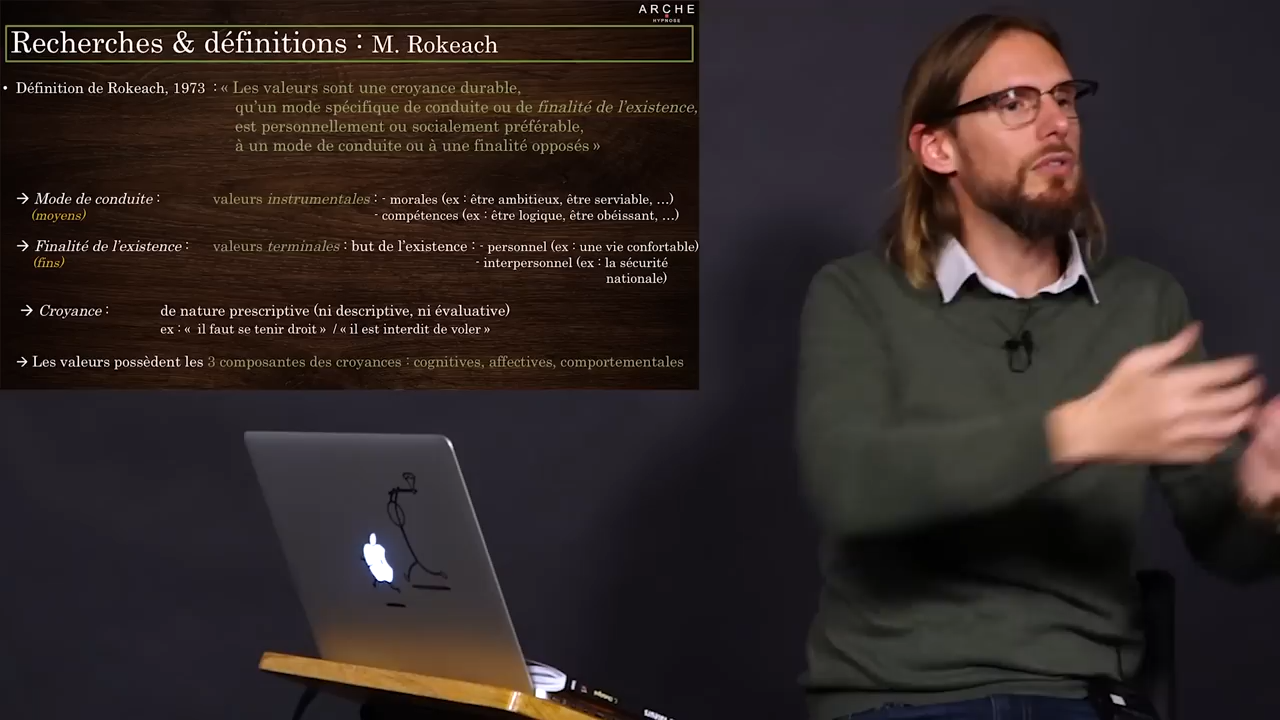 ARCHE
HYPNOSE
Recherches & définitions : M. Rokeach
• Définition de Rokeach, 1973 : « Les valeurs sont une croyance durable,
qu'un mode spécifique de conduite ou de finalité de l'existence,
est personnellement ou socialement préférable,
à un mode de conduite ou à une finalité opposés »
→ Mode de conduite : valeurs instrumentales : - morales (ex : être ambitieux, être serviable, …)
(moyens) - compétences (ex : être logique, être obéissant, …)
→ Finalité de l'existence : valeurs terminales : but de l'existence : - personnel (ex : une vie confortable)
(fins) - interpersonnel (ex : la sécurité
nationale)
→ Croyance : de nature prescriptive (ni descriptive, ni évaluative)
ex : « il faut se tenir droit » / « il est interdit de voler »
→ Les valeurs possèdent les 3 composantes des croyances : cognitives, affectives, comportementales